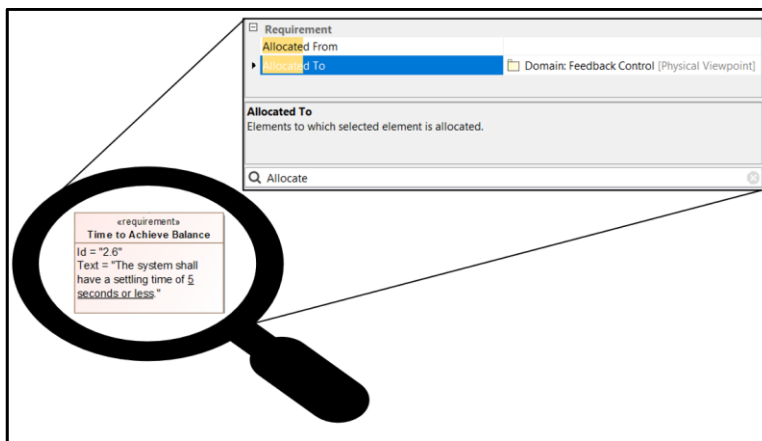 Requirement
Allocated From
Allocated To Domain: Feedback Control [Physical Viewpoint]
Allocated To
Elements to which selected element is allocated.
Allocate
«requirement»
Time to Achieve Balance
Id = "2.6"
Text = "The system shall
have a settling time of 5
seconds or less."